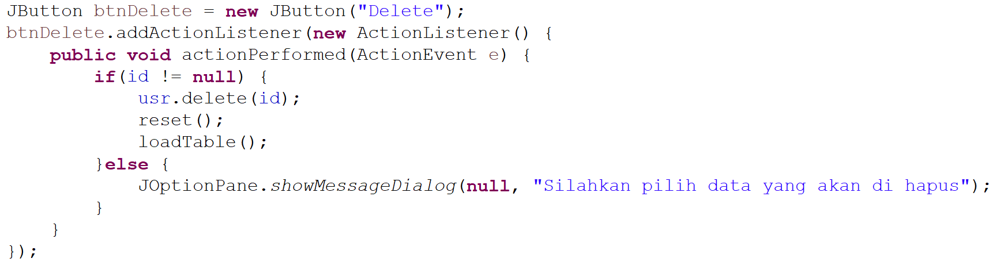 JButton btnDelete = new JButton("Delete");
btnDelete.addActionListener(new ActionListener() {
    public void actionPerformed(ActionEvent e) {
        if(id != null) {
            usr.delete(id);
            reset();
            loadTable();
        }else {
            JOptionPane.showMessageDialog(null, "Silahkan pilih data yang akan di hapus");
        }
    }
});